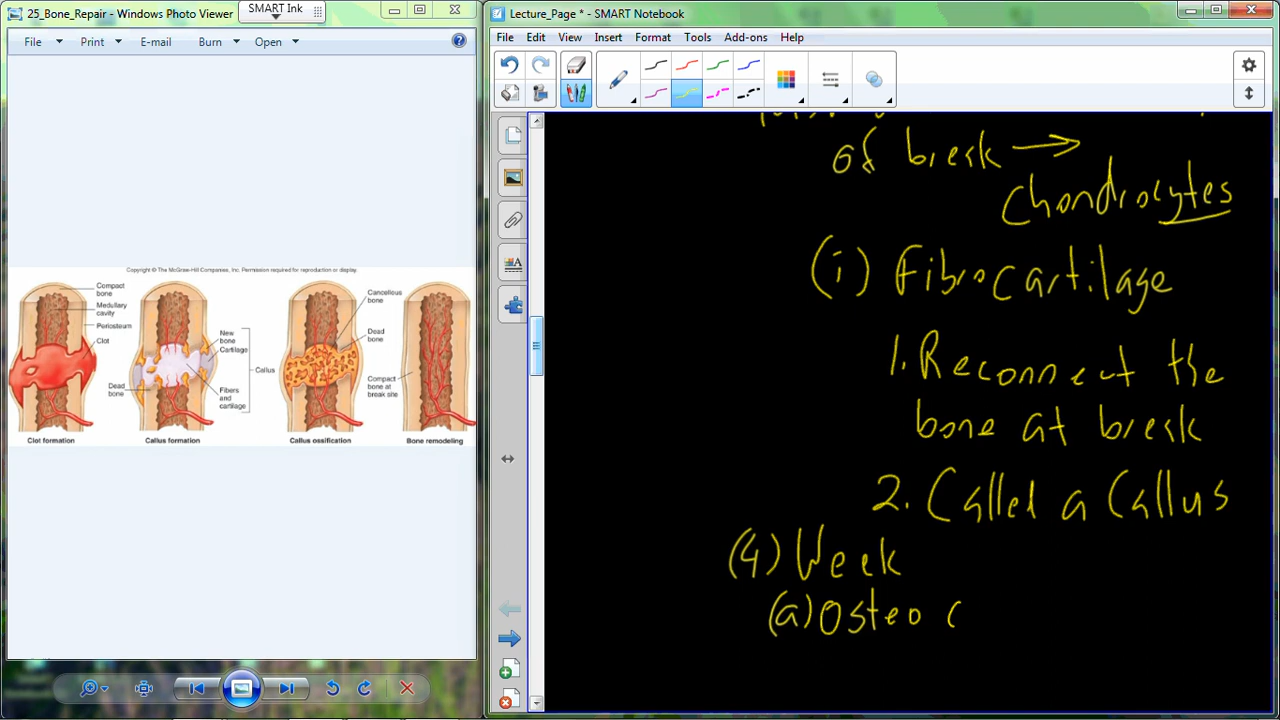 25_Bone_Repair - Windows Photo Viewer
SMART Ink
File Print E-mail Burn Open
Copyright © The McGraw-Hill Companies, Inc. Permission required for reproduction or display.
Compact
bone
Medullary
cavity
Periosteum
Clot
Dead
bone
New
bone
Cartilage
Callus
Fibers
and
cartilage
Cancellous
bone
Dead
bone
Compact
bone at
break site
Clot formation
Callus formation
Callus ossification
Bone remodeling
Lecture_Page * - SMART Notebook
File Edit View Insert Format Tools Add-ons Help
of break →
Chondrocytes
(i) Fibrocartilage
1. Reconnect the
bone at break
2. Called a Callus
(4) Week
(a) Osteo c